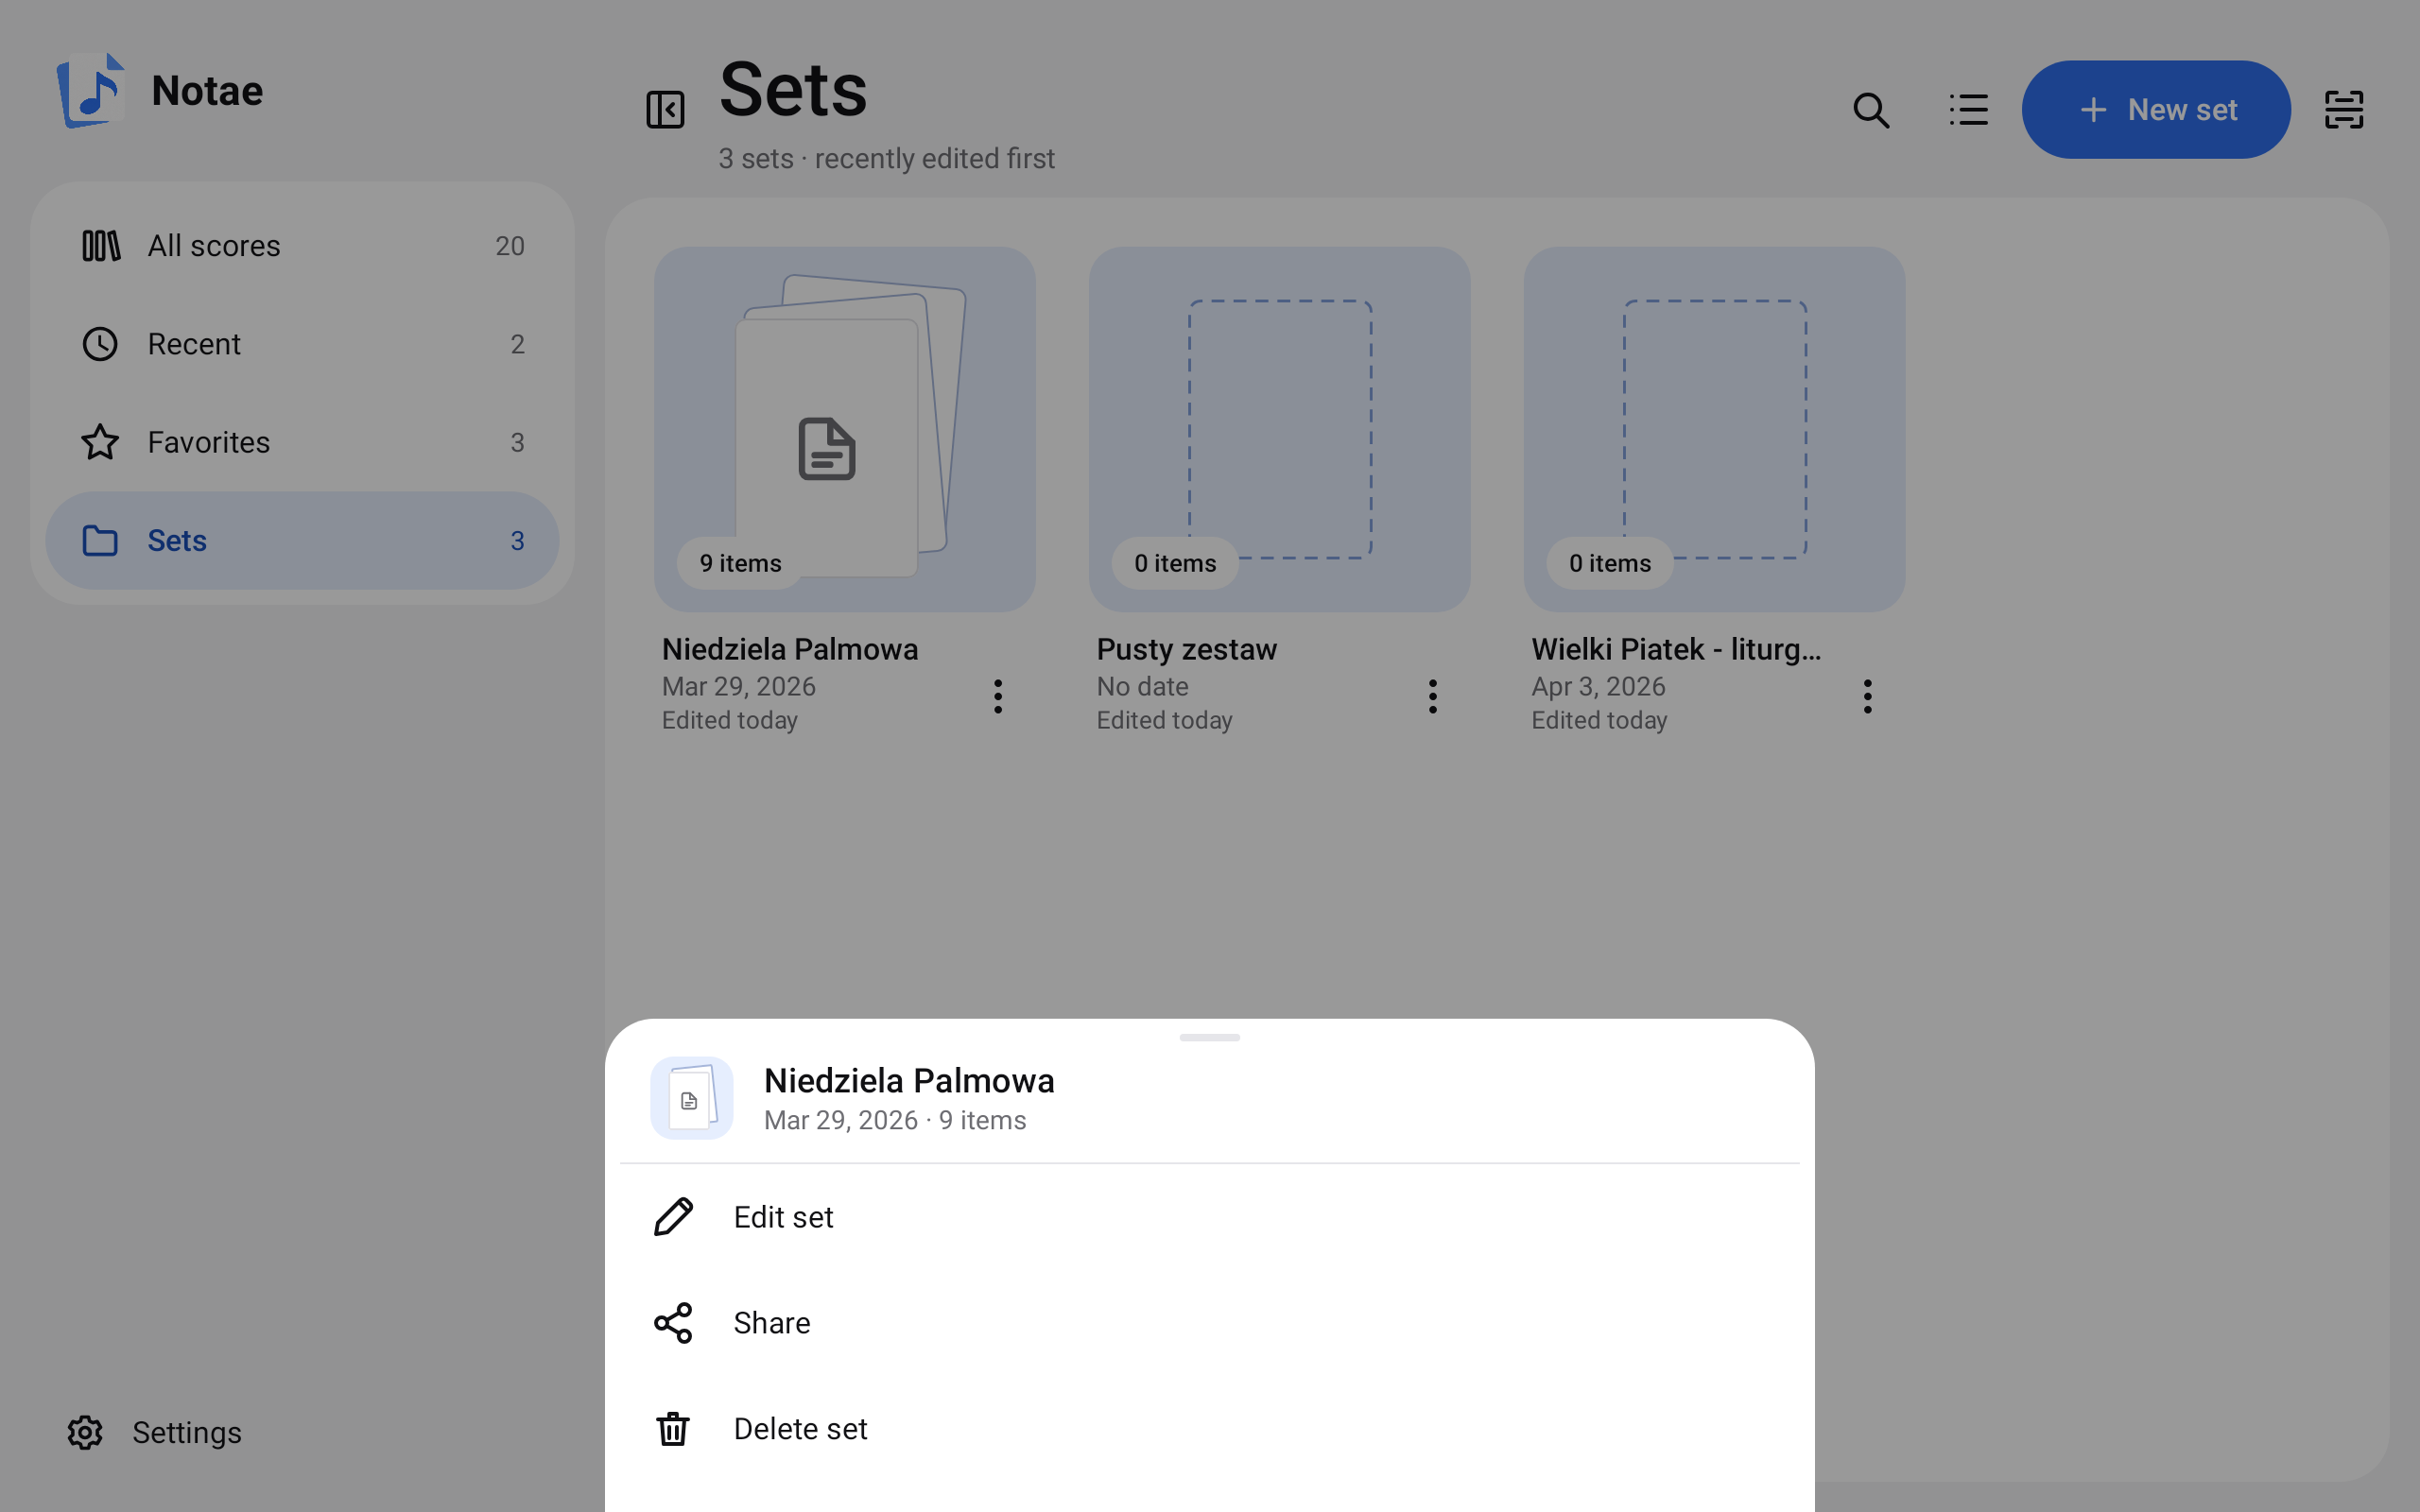 Notae
All scores 20
Recent 2
Favorites 3
Sets 3
Settings
Sets
3 sets · recently edited first
New set
9 items
Niedziela Palmowa
Mar 29, 2026
Edited today
0 items
Pusty zestaw
No date
Edited today
0 items
Wielki Piatek - liturg...
Apr 3, 2026
Edited today
Niedziela Palmowa
Mar 29, 2026 · 9 items
Edit set
Share
Delete set